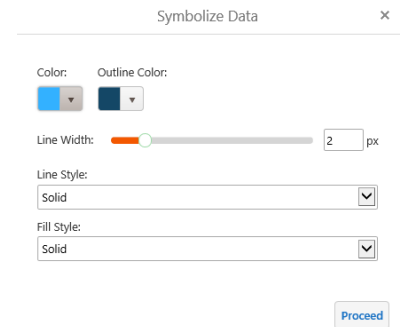 Symbolize Data ×
Color: Outline Color:
Line Width: 2 px
Line Style:
Solid
Fill Style:
Solid
Proceed